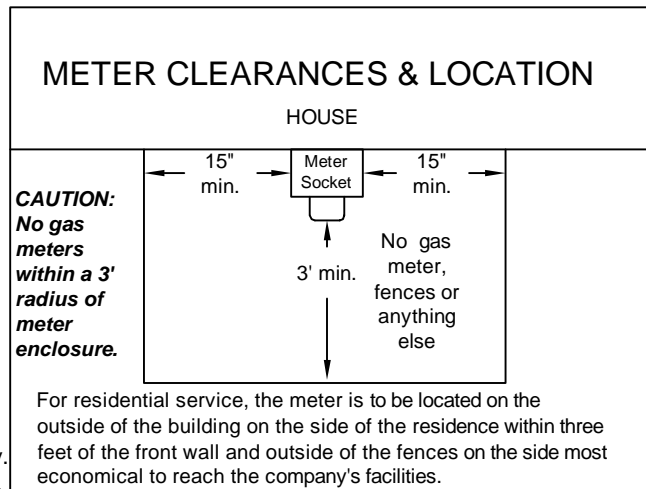 METER CLEARANCES & LOCATION
HOUSE
15"
min.
Meter
Socket
15"
min.
CAUTION:
No gas
meters
within a 3'
radius of
meter
enclosure.
3' min.
No gas
meter,
fences or
anything
else
For residential service, the meter is to be located on the
outside of the building on the side of the residence within three
feet of the front wall and outside of the fences on the side most
economical to reach the company's facilities.